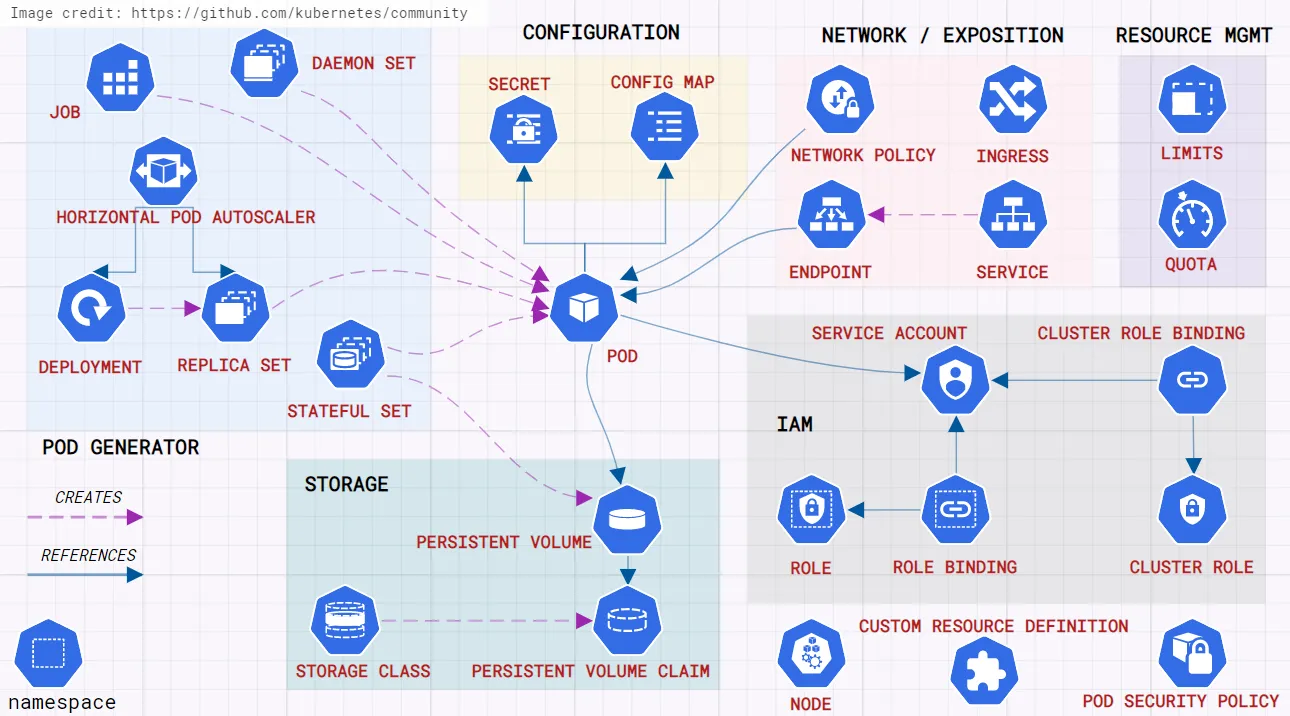 Image credit: https://github.com/kubernetes/community
CONFIGURATION
NETWORK / EXPOSITION
RESOURCE MGMT
JOB
DAEMON SET
HORIZONTAL POD AUTOSCALER
DEPLOYMENT
REPLICA SET
STATEFUL SET
POD GENERATOR
SECRET
CONFIG MAP
POD
NETWORK POLICY
INGRESS
ENDPOINT
SERVICE
LIMITS
QUOTA
SERVICE ACCOUNT
CLUSTER ROLE BINDING
IAM
ROLE
ROLE BINDING
CLUSTER ROLE
CREATES
REFERENCES
STORAGE
PERSISTENT VOLUME
STORAGE CLASS
PERSISTENT VOLUME CLAIM
namespace
CUSTOM RESOURCE DEFINITION
NODE
POD SECURITY POLICY